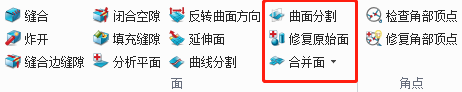 缝合 闭合空隙 反转曲面方向 曲面分割 检查角部顶点
炸开 填充缝隙 延伸面 修复原始面 修复角部顶点
缝合边缝隙 分析平面 曲线分割 合并面
面 角点